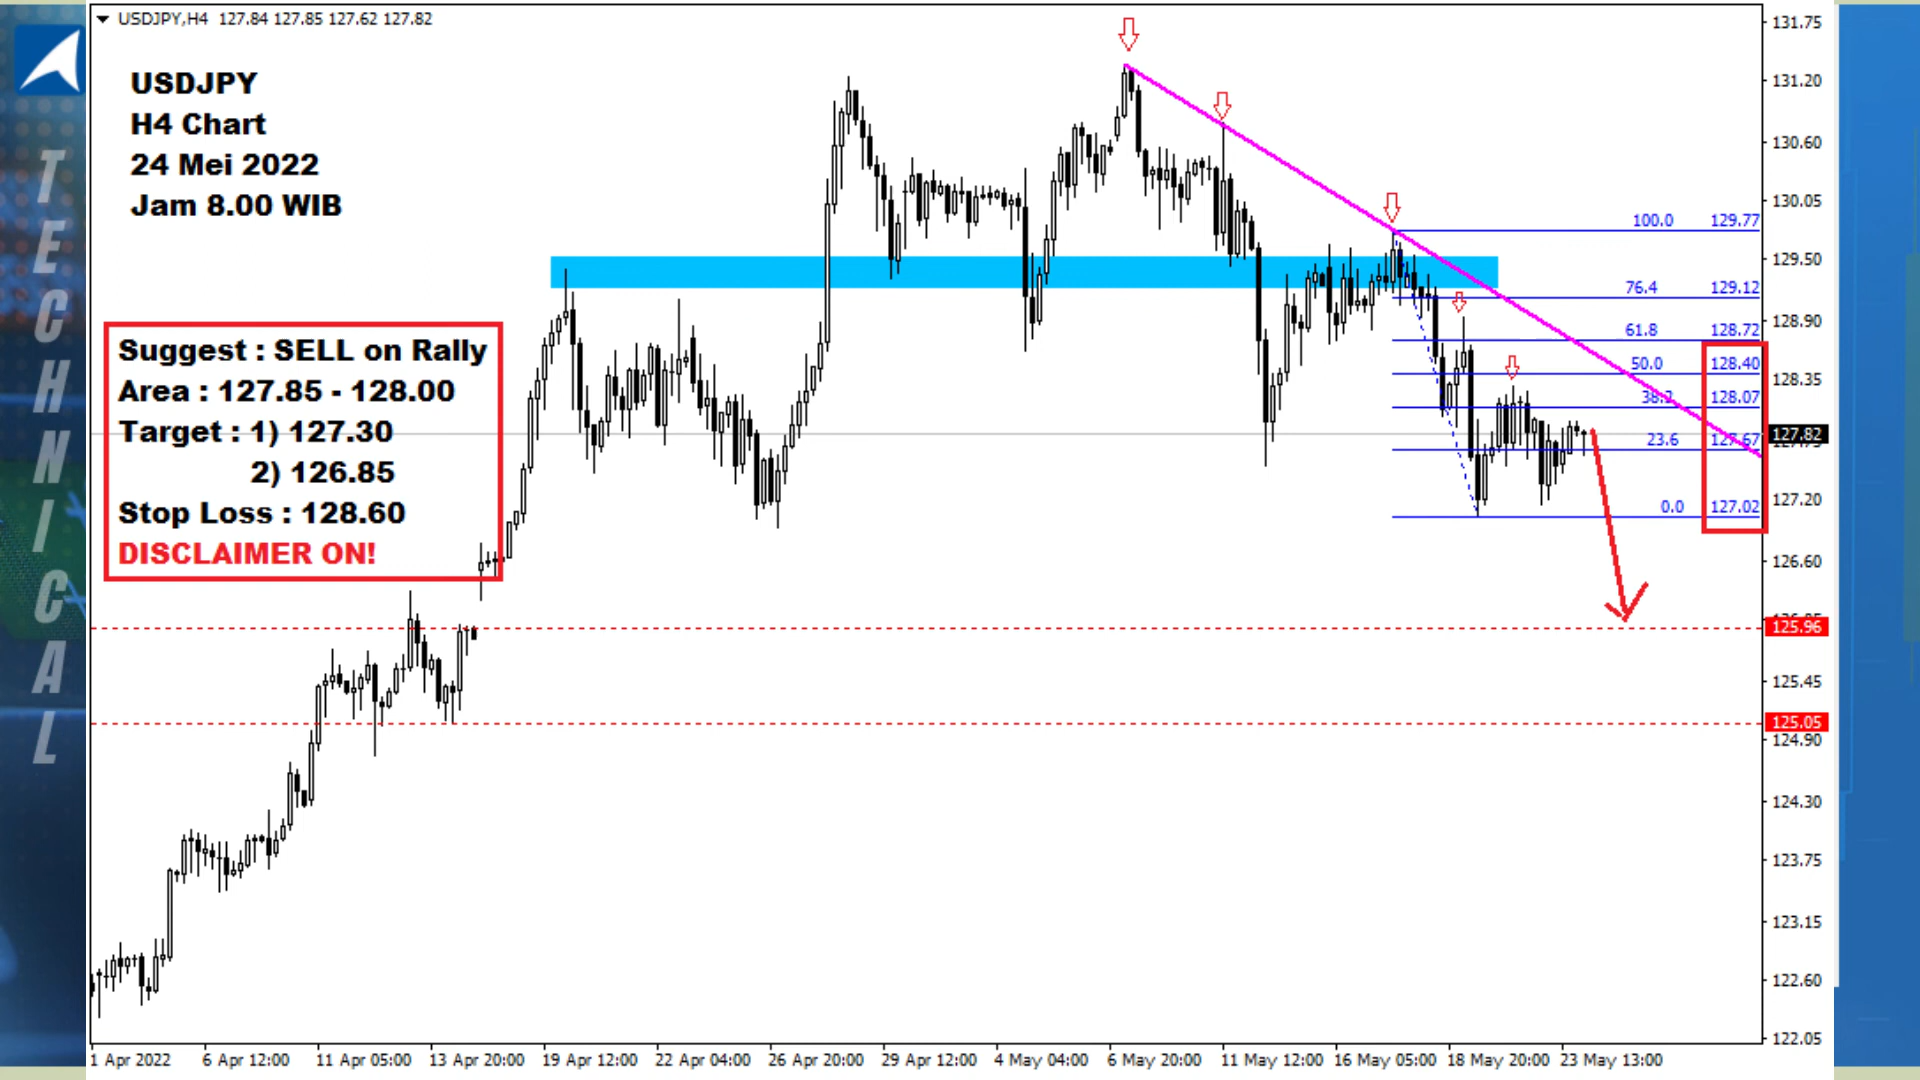 USDJPY,H4 127.84 127.85 127.62 127.82
USDJPY
H4 Chart
24 Mei 2022
Jam 8.00 WIB
TECHNICAL
Suggest : SELL on Rally
Area : 127.85 - 128.00
Target : 1) 127.30
2) 126.85
Stop Loss : 128.60
DISCLAIMER ON!
100.0 129.77
76.4 129.12
61.8 128.72
50.0 128.40
38.2 128.07
23.6 127.67
0.0 127.02
131.75
131.20
130.60
130.05
129.50
128.90
128.35
127.82
127.20
126.60
125.96
125.45
125.05
124.90
124.30
123.75
123.15
122.60
122.05
1 Apr 2022 6 Apr 12:00 11 Apr 05:00 13 Apr 20:00 19 Apr 12:00 22 Apr 04:00 26 Apr 20:00 29 Apr 12:00 4 May 04:00 6 May 20:00 11 May 12:00 16 May 05:00 18 May 20:00 23 May 13:00